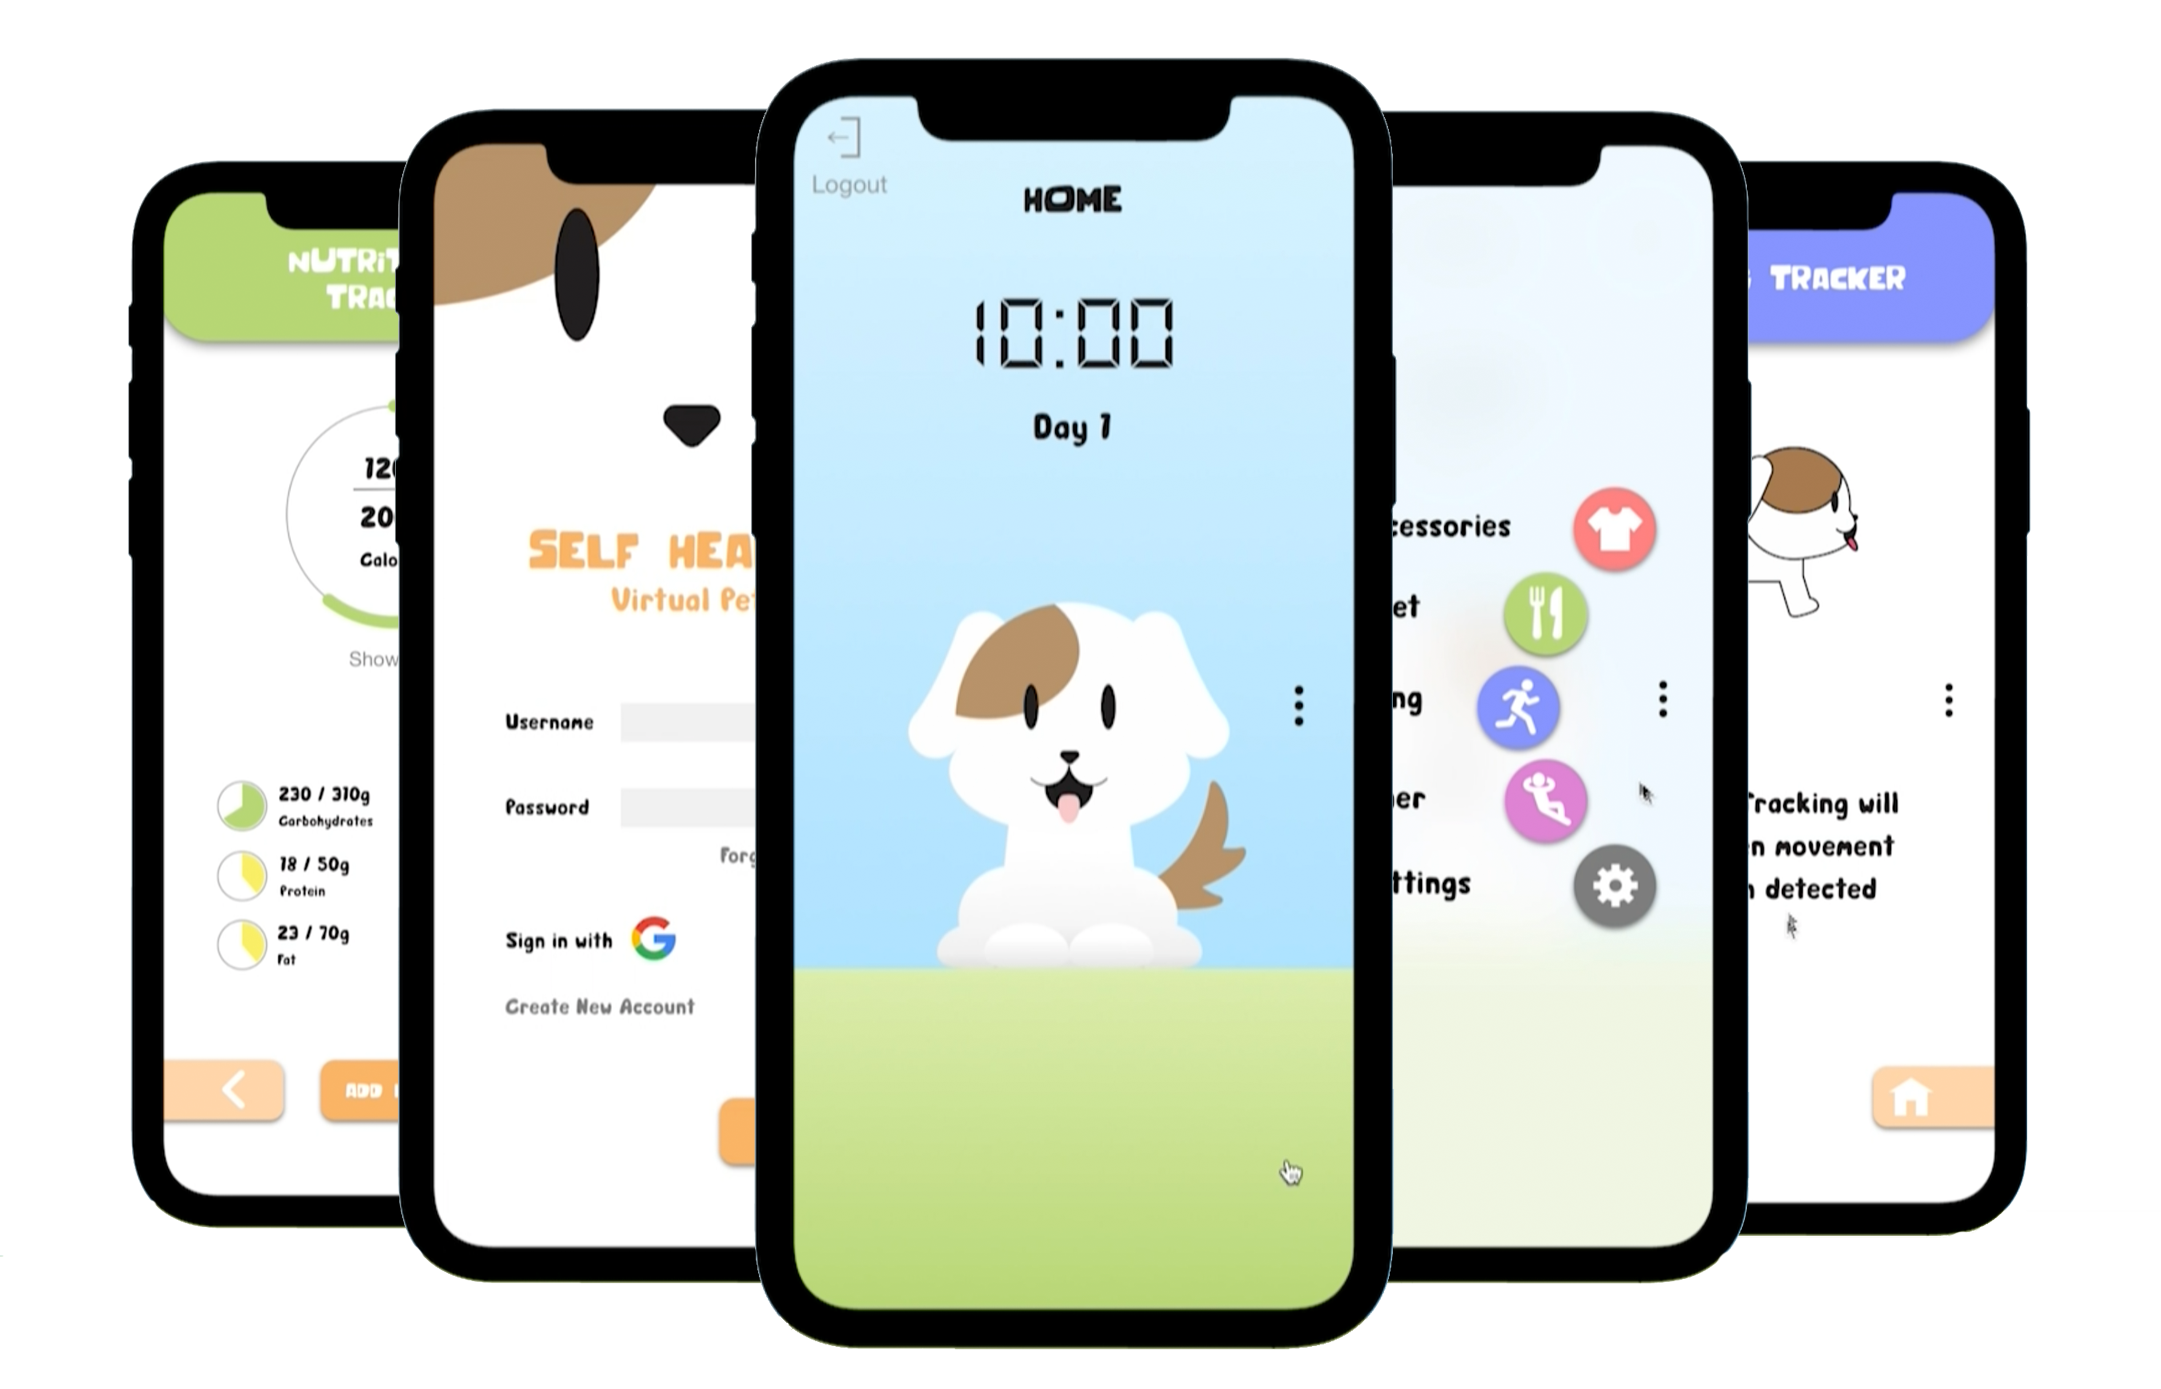 NUTRiT
TRAC
120
20
Calo
Show
230 / 310g
Carbohydrates
18 / 50g
Protein
23 / 70g
Fat
ADD
SELF HEA
Virtual Pet
Username
Password
Forg
Sign in with G
Create New Account
Logout
HOME
10:00
Day 1
cessories
et
ng
er
ttings
TRACKER
Tracking will
n movement
detected